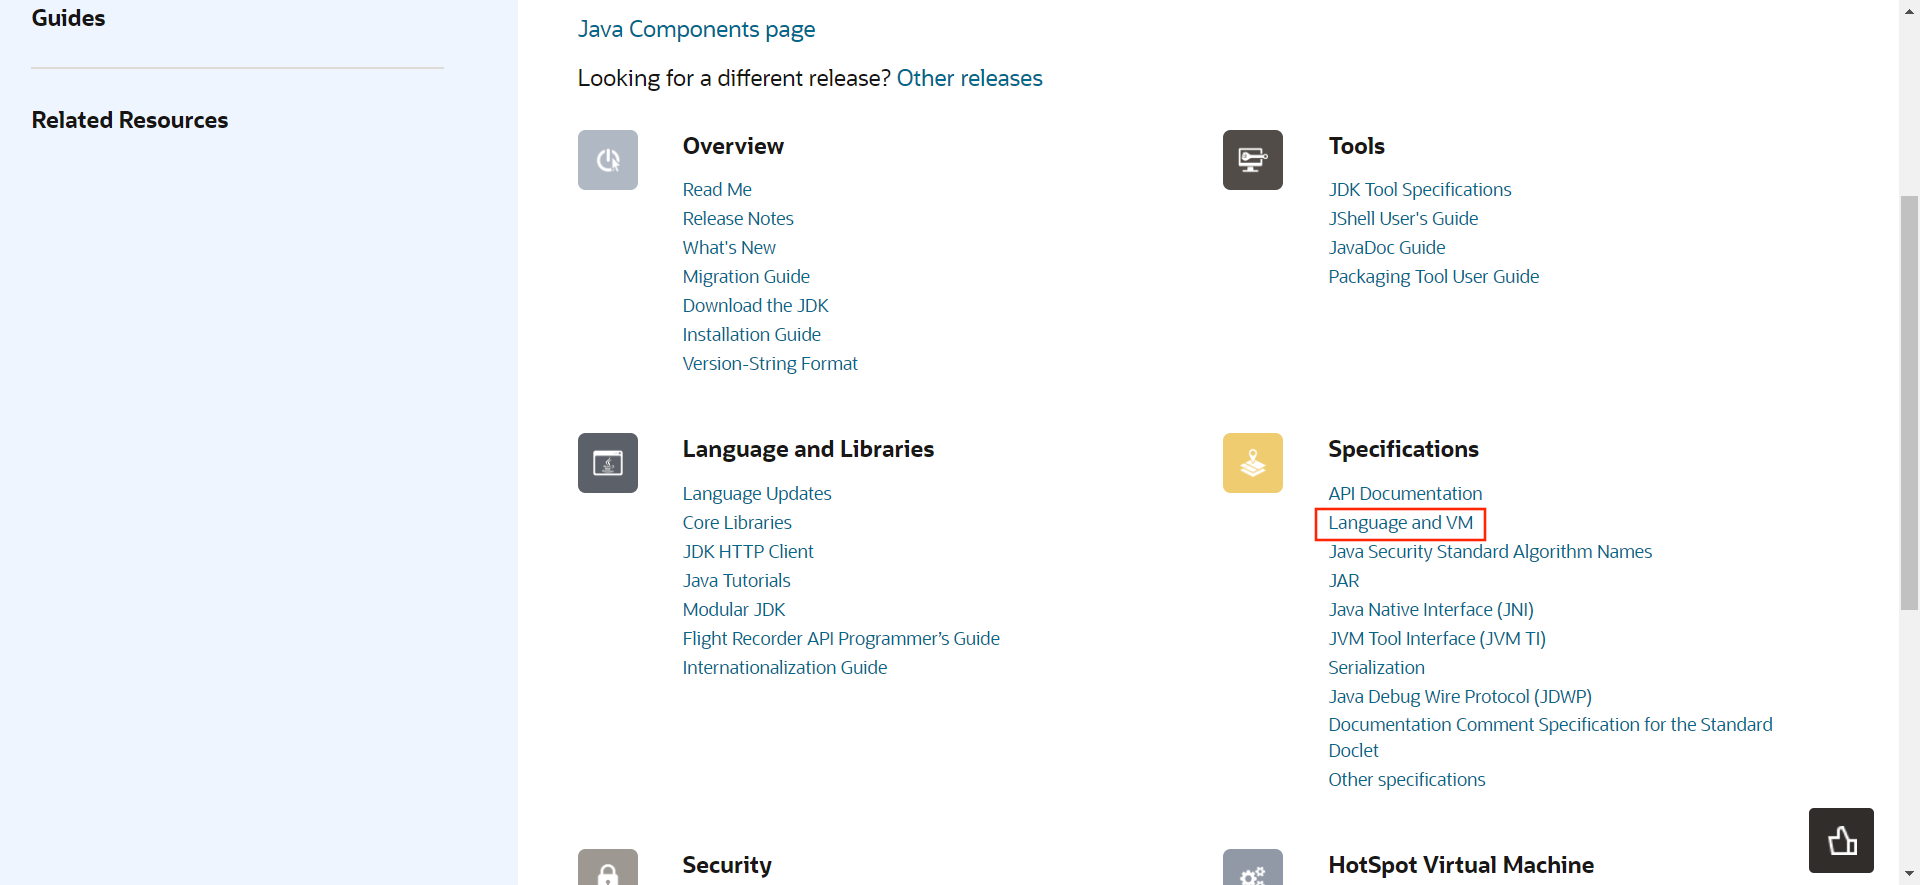 Guides
Related Resources
Java Components page
Looking for a different release? Other releases
Overview
Read Me
Release Notes
What's New
Migration Guide
Download the JDK
Installation Guide
Version-String Format
Tools
JDK Tool Specifications
JShell User's Guide
JavaDoc Guide
Packaging Tool User Guide
Language and Libraries
Language Updates
Core Libraries
JDK HTTP Client
Java Tutorials
Modular JDK
Flight Recorder API Programmer’s Guide
Internationalization Guide
Specifications
API Documentation
Language and VM
Java Security Standard Algorithm Names
JAR
Java Native Interface (JNI)
JVM Tool Interface (JVM TI)
Serialization
Java Debug Wire Protocol (JDWP)
Documentation Comment Specification for the Standard
Doclet
Other specifications
Security
HotSpot Virtual Machine